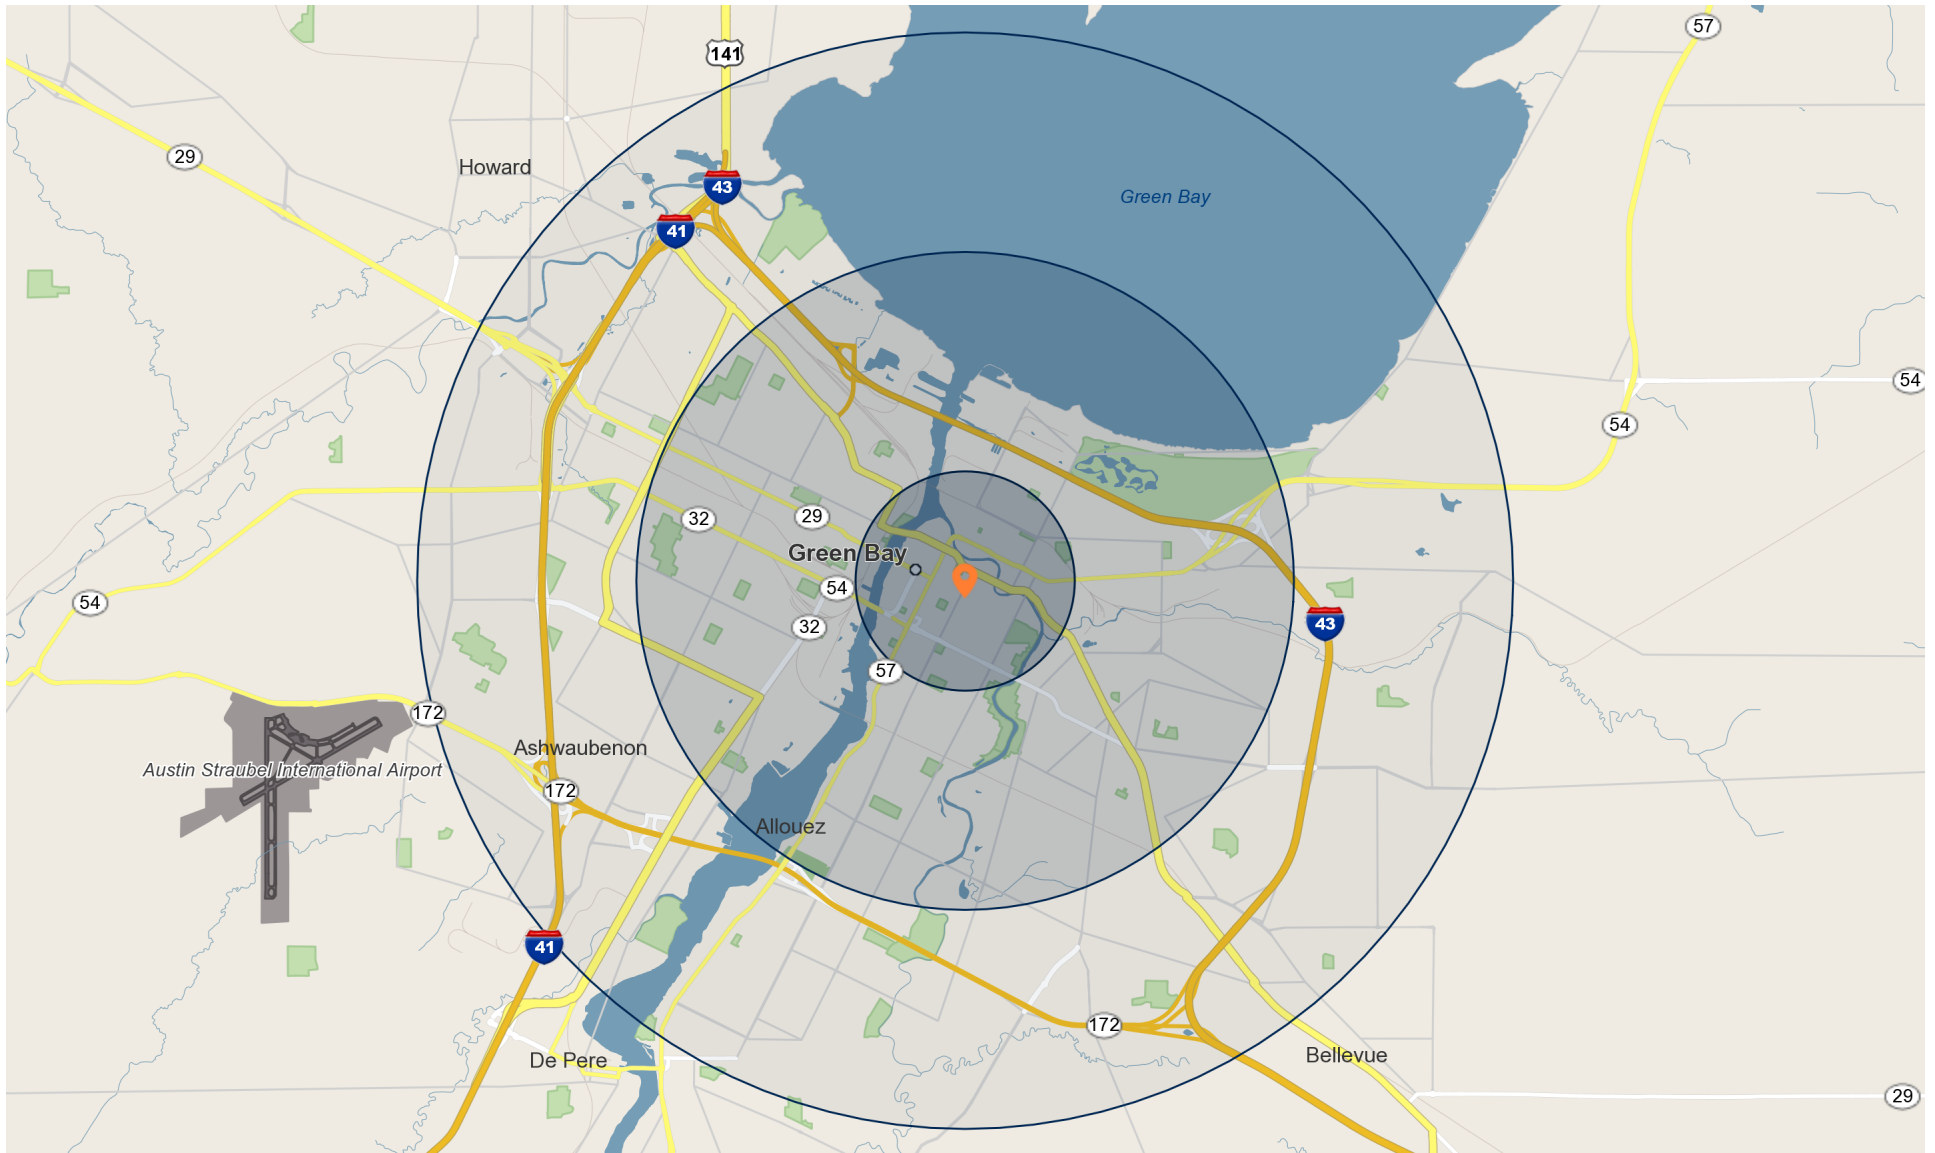 57
141
29
Howard
43
Green Bay
41
54
54
32
29
Green Bay
54
54
32
43
57
172
Ashwaubenon
Austin Straubel International Airport
172
Allouez
41
172
Bellevue
De Pere
29